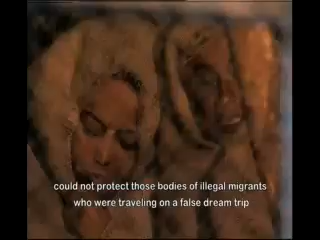 could not protect those bodies of illegal migrants
who were traveling on a false dream trip